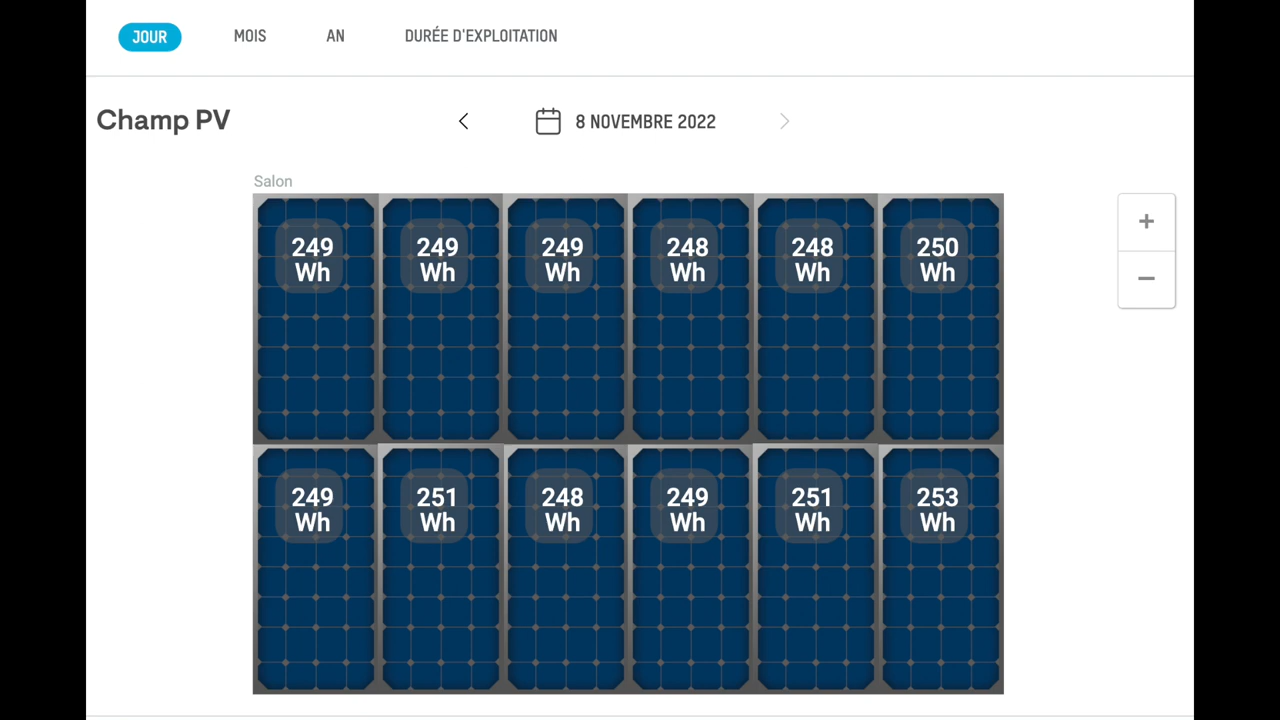 JOUR MOIS AN DURÉE D'EXPLOITATION
Champ PV
8 NOVEMBRE 2022
Salon
249 Wh
249 Wh
249 Wh
248 Wh
248 Wh
250 Wh
249 Wh
251 Wh
248 Wh
249 Wh
251 Wh
253 Wh
+
−